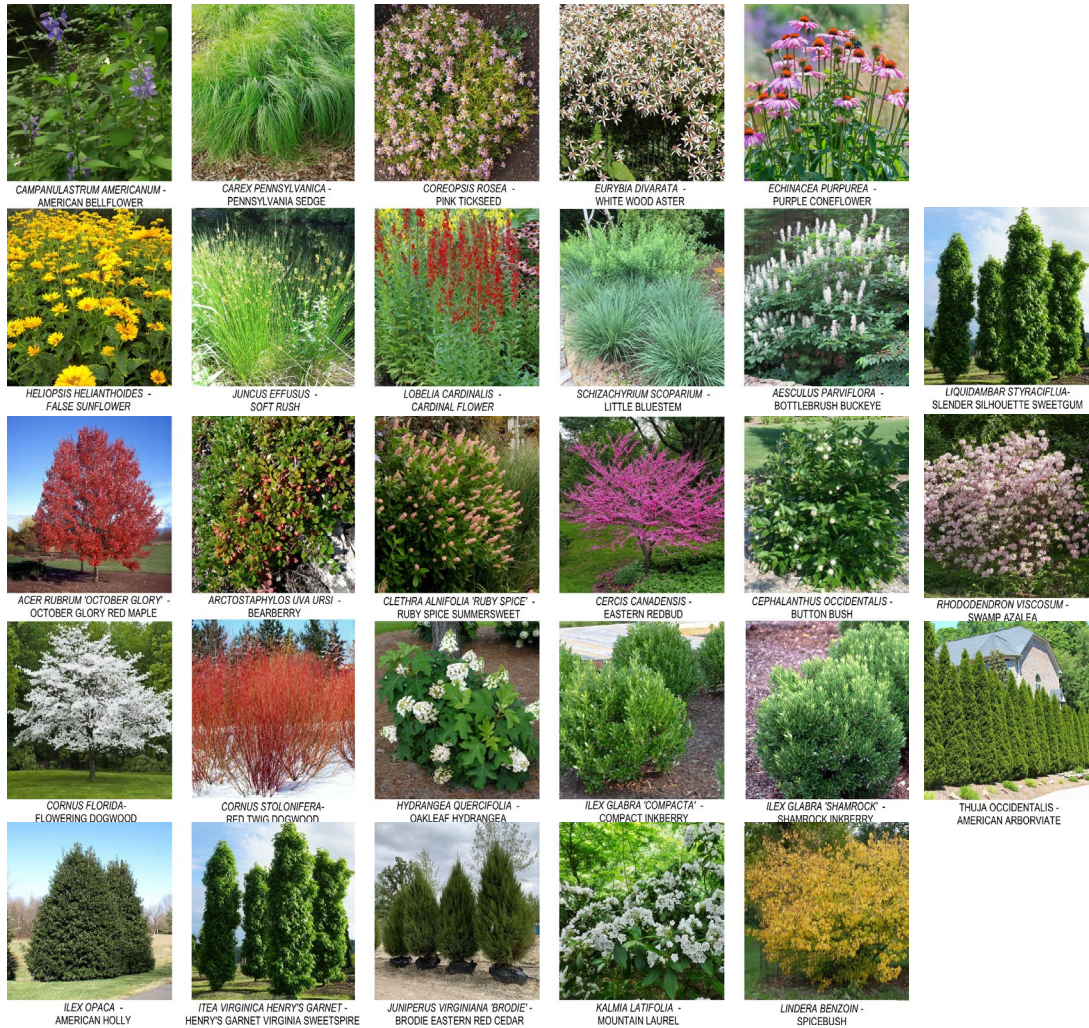 CAMPANULASTRUM AMERICANUM -
AMERICAN BELLFLOWER
CAREX PENNSYLVANICA -
PENNSYLVANIA SEDGE
COREOPSIS ROSEA -
PINK TICKSEED
EURYBIA DIVARATA -
WHITE WOOD ASTER
ECHINACEA PURPUREA -
PURPLE CONEFLOWER
HELIOPSIS HELIANTHOIDES -
FALSE SUNFLOWER
JUNCUS EFFUSUS -
SOFT RUSH
LOBELIA CARDINALIS -
CARDINAL FLOWER
SCHIZACHYRIUM SCOPARIUM -
LITTLE BLUESTEM
AESCULUS PARVIFLORA -
BOTTLEBRUSH BUCKEYE
LIQUIDAMBAR STYRACIFLUA-
SLENDER SILHOUETTE SWEETGUM
ACER RUBRUM 'OCTOBER GLORY' -
OCTOBER GLORY RED MAPLE
ARCTOSTAPHYLOS UVA URSI -
BEARBERRY
CLETHRA ALNIFOLIA 'RUBY SPICE' -
RUBY SPICE SUMMERSWEET
CERCIS CANADENSIS -
EASTERN REDBUD
CEPHALANTHUS OCCIDENTALIS -
BUTTON BUSH
RHODODENDRON VISCOSUM -
SWAMP AZALEA
CORNUS FLORIDA-
FLOWERING DOGWOOD
CORNUS STOLONIFERA-
RED TWIG DOGWOOD
HYDRANGEA QUERCIFOLIA -
OAKLEAF HYDRANGEA
ILEX GLABRA 'COMPACTA' -
COMPACT INKBERRY
ILEX GLABRA 'SHAMROCK' -
SHAMROCK INKBERRY
THUJA OCCIDENTALIS -
AMERICAN ARBORVIATE
ILEX OPACA -
AMERICAN HOLLY
ITEA VIRGINICA HENRY'S GARNET -
HENRY'S GARNET VIRGINIA SWEETSPIRE
JUNIPERUS VIRGINIANA 'BRODIE' -
BRODIE EASTERN RED CEDAR
KALMIA LATIFOLIA -
MOUNTAIN LAUREL
LINDERA BENZOIN -
SPICEBUSH